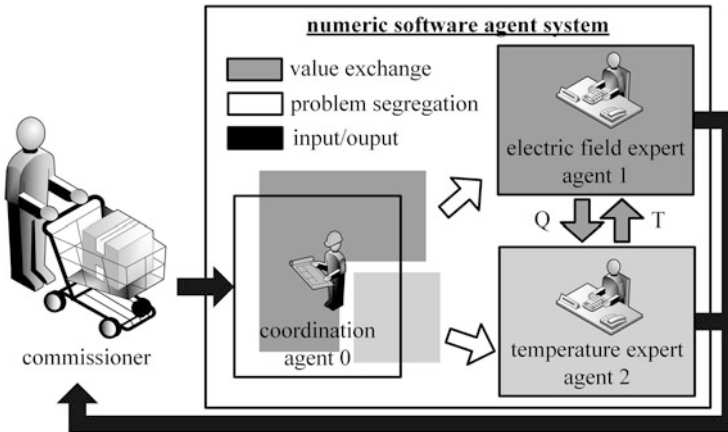 numeric software agent system
value exchange
problem segregation
input/ouput
electric field expert
agent 1
Q
T
coordination
agent 0
commissioner
temperature expert
agent 2